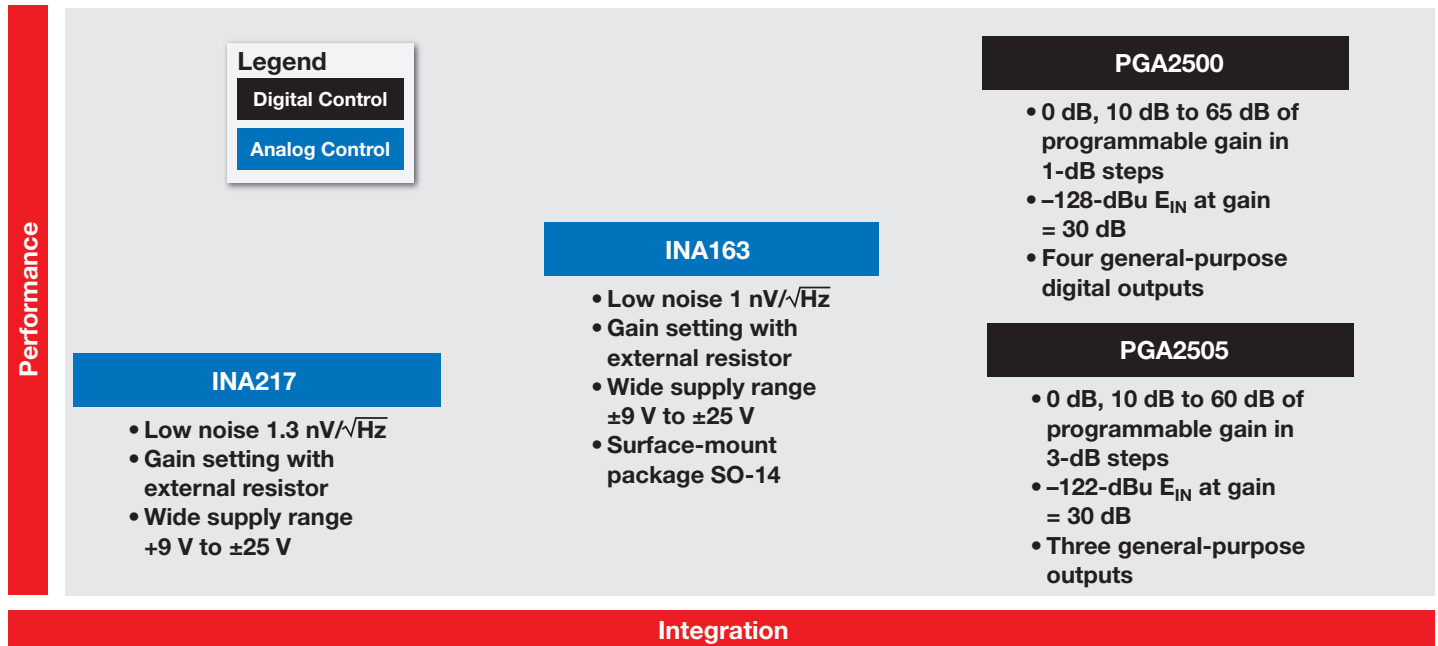 Performance
Legend
Digital Control
Analog Control
INA217
• Low noise 1.3 nV/√Hz
• Gain setting with
external resistor
• Wide supply range
+9 V to ±25 V
INA163
• Low noise 1 nV/√Hz
• Gain setting with
external resistor
• Wide supply range
±9 V to ±25 V
• Surface-mount
package SO-14
PGA2500
• 0 dB, 10 dB to 65 dB of
programmable gain in
1-dB steps
• –128-dBu EIN at gain
= 30 dB
• Four general-purpose
digital outputs
PGA2505
• 0 dB, 10 dB to 60 dB of
programmable gain in
3-dB steps
• –122-dBu EIN at gain
= 30 dB
• Three general-purpose
outputs
Integration